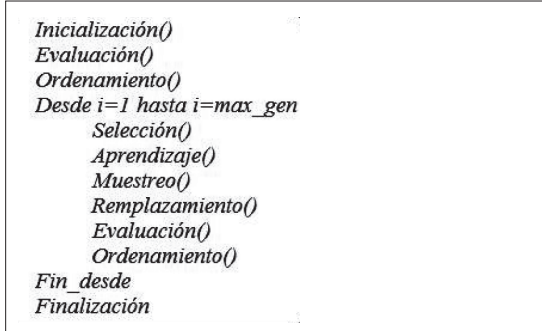 Inicialización()
Evaluación()
Ordenamiento()
Desde i=1 hasta i=max_gen
Selección()
Aprendizaje()
Muestreo()
Remplazamiento()
Evaluación()
Ordenamiento()
Fin_desde
Finalización